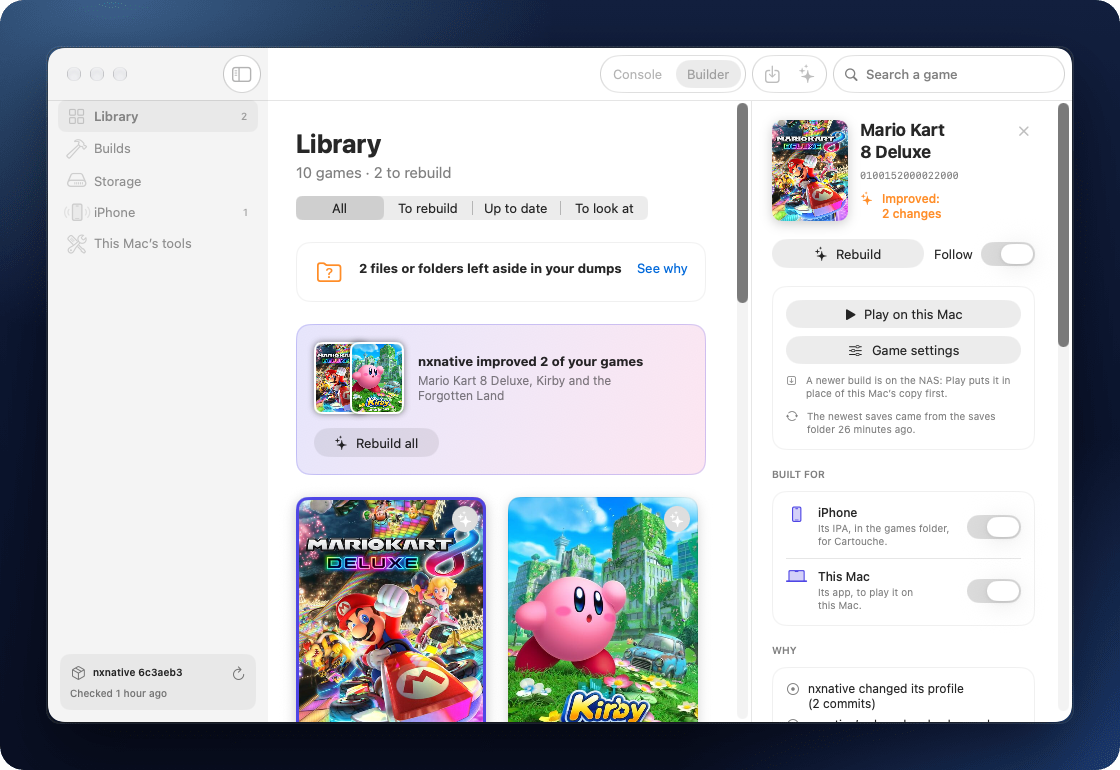 Console
Builder
Search a game
Library
2
Builds
Storage
iPhone
1
This Mac's tools
nxnative 6c3aeb3
Checked 1 hour ago
Library
10 games · 2 to rebuild
All
To rebuild
Up to date
To look at
?
2 files or folders left aside in your dumps
See why
nxnative improved 2 of your games
Mario Kart 8 Deluxe, Kirby and the
Forgotten Land
Rebuild all
MARIOKART 8
DELUXE
Kirby
MARIOKART 8
DELUXE
Mario Kart
8 Deluxe
0100152000022000
Improved:
2 changes
Rebuild
Follow
Play on this Mac
Game settings
A newer build is on the NAS: Play puts it in
place of this Mac's copy first.
The newest saves came from the saves
folder 26 minutes ago.
BUILT FOR
iPhone
Its IPA, in the games folder,
for Cartouche.
This Mac
Its app, to play it on
this Mac.
WHY
nxnative changed its profile
(2 commits)